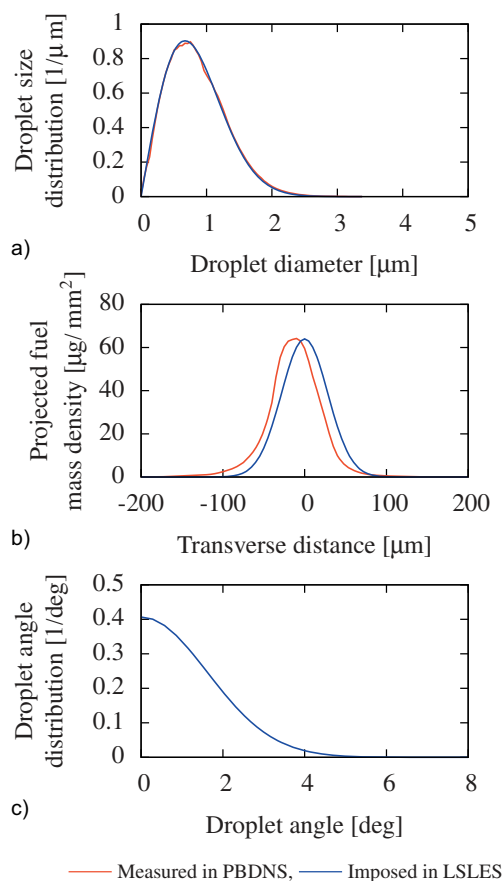 1
0.8
0.6
0.4
0.2
0
0 1 2 3 4 5
Droplet size
distribution [1/μm]
Droplet diameter [μm]
a)
80
60
40
20
0
-200 -100 0 100 200
Projected fuel
mass density [μg/mm²]
Transverse distance [μm]
b)
0.5
0.4
0.3
0.2
0.1
0
0 2 4 6 8
Droplet angle
distribution [1/deg]
Droplet angle [deg]
c)
Measured in PBDNS, Imposed in LSLES